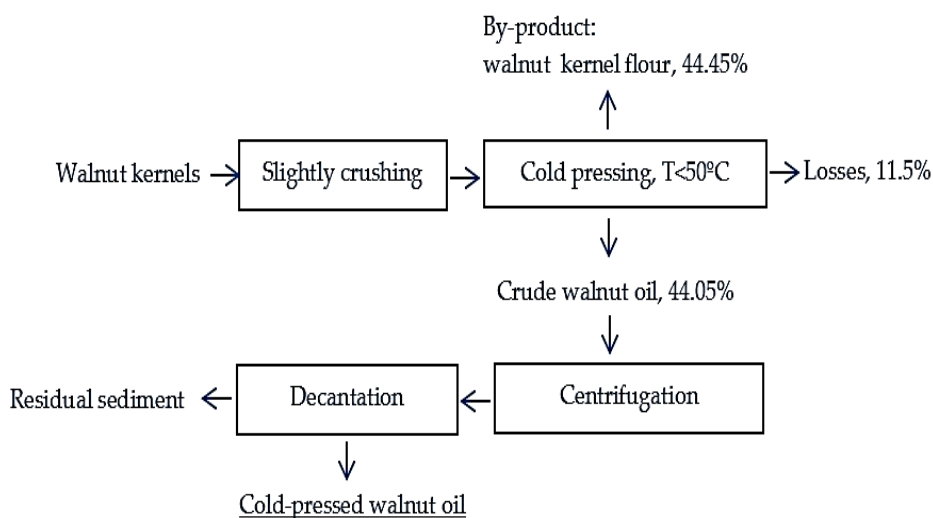 By-product:
walnut kernel flour, 44.45%
Walnut kernels
Slightly crushing
Cold pressing, T<50ºC
Losses, 11.5%
Crude walnut oil, 44.05%
Residual sediment
Decantation
Centrifugation
Cold-pressed walnut oil